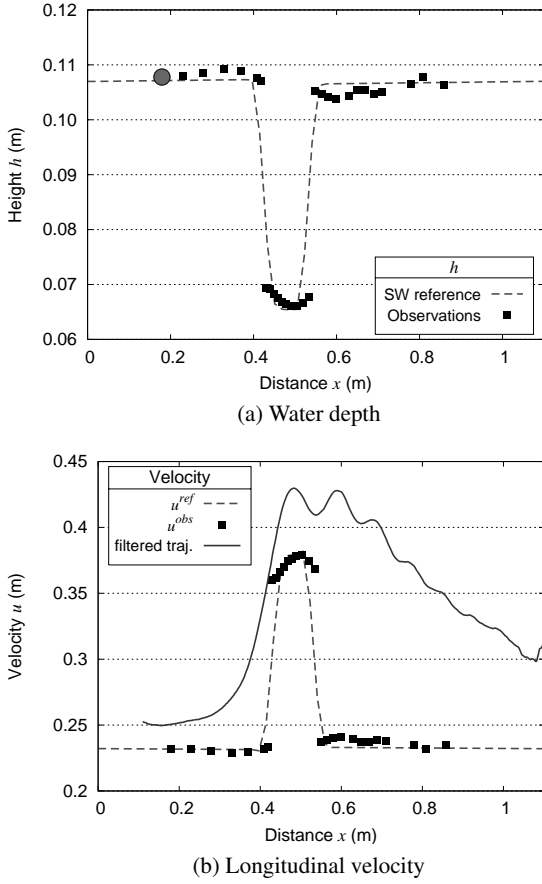 0.12
0.11
0.10
0.09
0.08
0.07
0.06
Height h (m)
h
SW reference
Observations
0 0.2 0.4 0.6 0.8 1
Distance x (m)
(a) Water depth
0.45
0.4
0.35
0.3
0.25
0.2
Velocity u (m)
Velocity
u^ref
u^obs
filtered traj.
0 0.2 0.4 0.6 0.8 1
Distance x (m)
(b) Longitudinal velocity